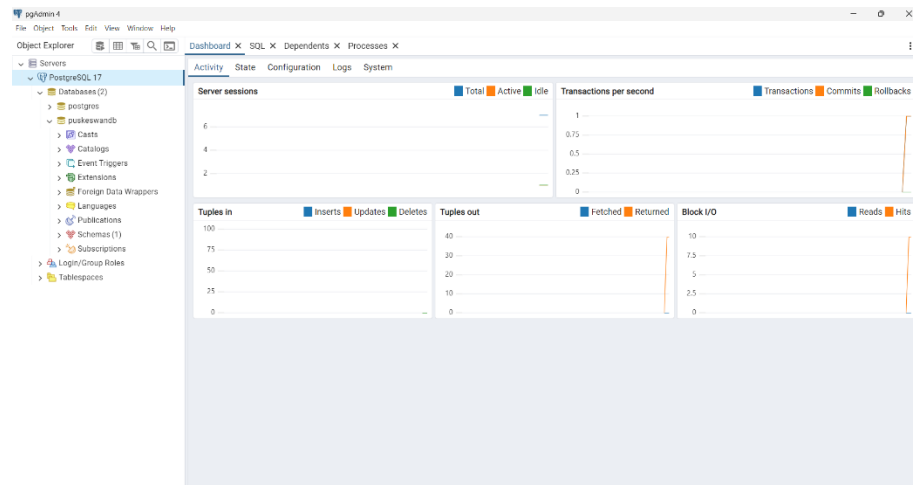 pgAdmin 4
File Object Tools Edit View Window Help
Object Explorer
Dashboard SQL Dependents Processes
Servers
PostgreSQL 17
Databases (2)
postgros
puskeswandb
Casts
Catalogs
Event Triggers
Extensions
Foreign Data Wrappers
Languages
Publications
Schemas (1)
Subscriptions
Login/Group Roles
Tablespaces
Activity State Configuration Logs System
Server sessions Total Active Idle
6
4
2
Transactions per second Transactions Commits Rollbacks
1
0.75
0.5
0.25
0
Tuples in Inserts Updates Deletes
100
75
50
25
0
Tuples out Fetched Returned
40
30
20
10
0
Block I/O Reads Hits
10
7.5
5
2.5
0